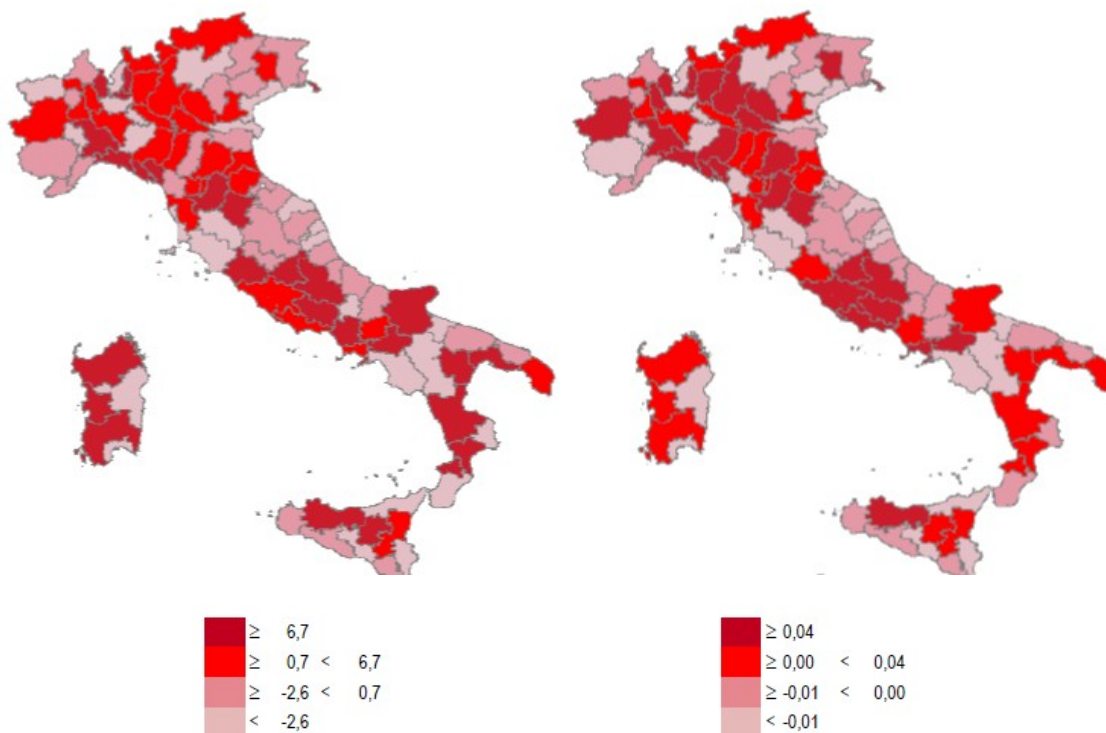 ≥ 6,7
≥ 0,7 < 6,7
≥ -2,6 < 0,7
< -2,6
≥ 0,04
≥ 0,00 < 0,04
≥ -0,01 < 0,00
< -0,01